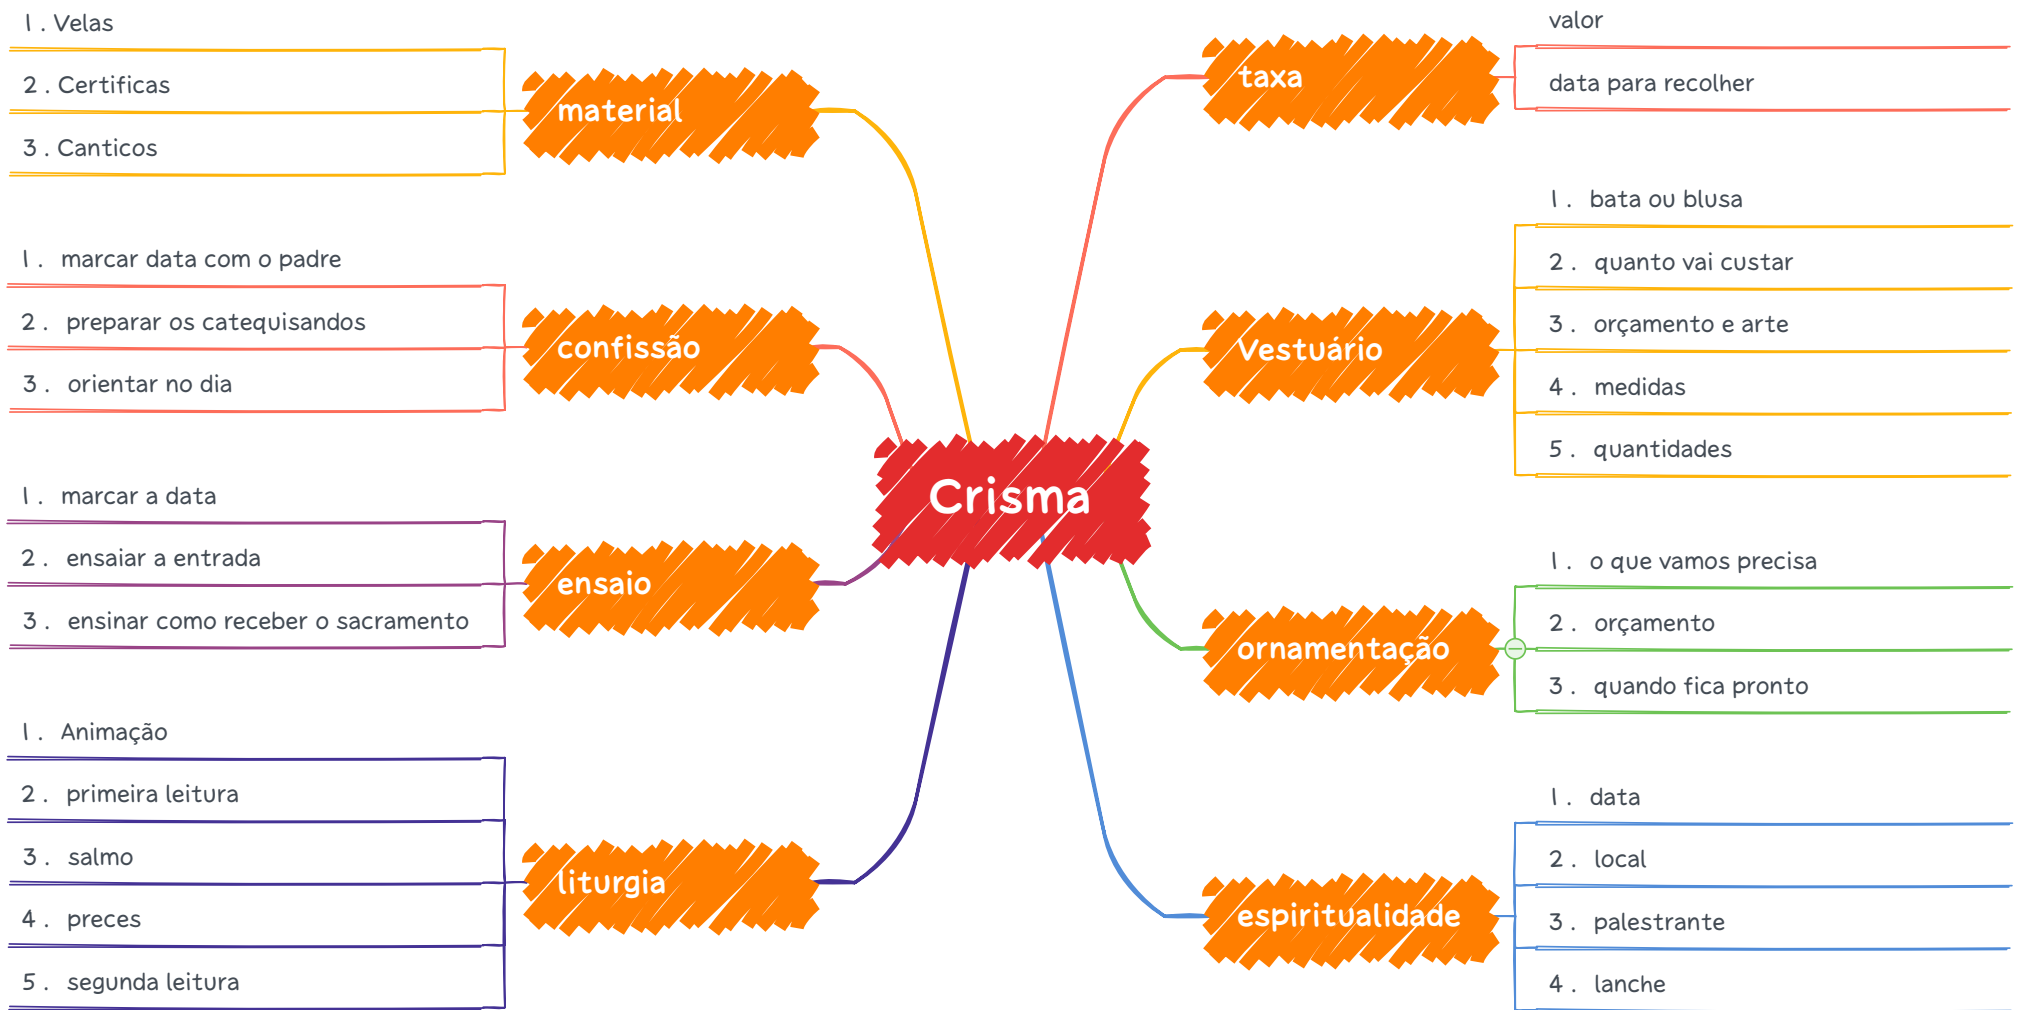 Crisma
material
1 . Velas
2 . Certificas
3 . Canticos
confissão
1 . marcar data com o padre
2 . preparar os catequisandos
3 . orientar no dia
ensaio
1 . marcar a data
2 . ensaiar a entrada
3 . ensinar como receber o sacramento
liturgia
1 . Animação
2 . primeira leitura
3 . salmo
4 . preces
5 . segunda leitura
taxa
valor
data para recolher
Vestuário
1 . bata ou blusa
2 . quanto vai custar
3 . orçamento e arte
4 . medidas
5 . quantidades
ornamentação
1 . o que vamos precisa
2 . orçamento
3 . quando fica pronto
espiritualidade
1 . data
2 . local
3 . palestrante
4 . lanche